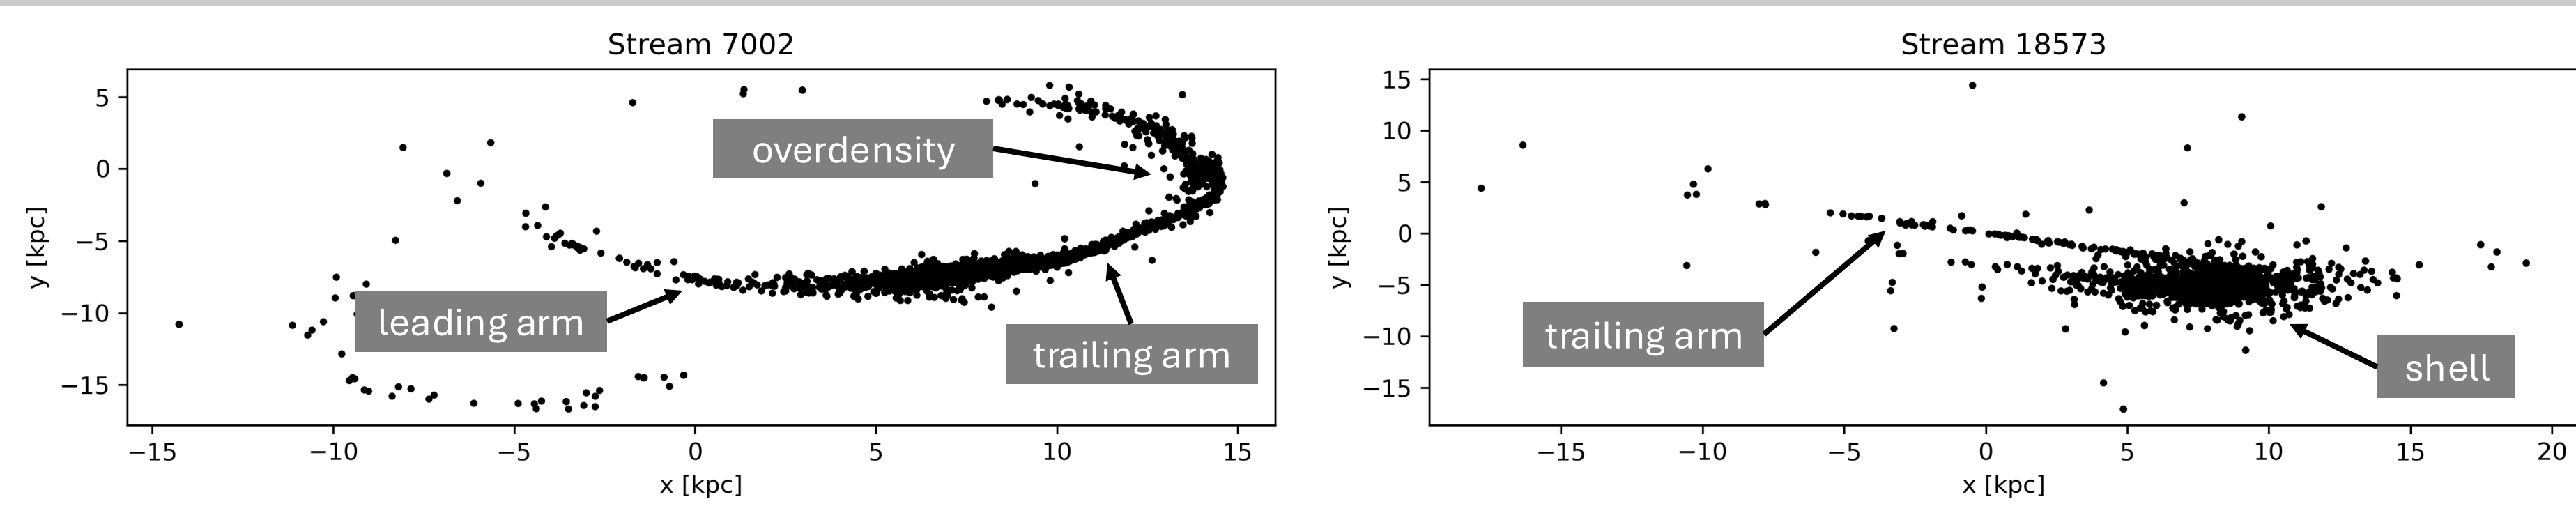 Stream 7002
5
0
−5
−10
−15
y [kpc]
overdensity
leading arm
trailing arm
−15
−10
−5
0
5
10
15
x [kpc]
Stream 18573
15
10
5
0
−5
−10
−15
y [kpc]
trailing arm
shell
−15
−10
−5
0
5
10
15
20
x [kpc]